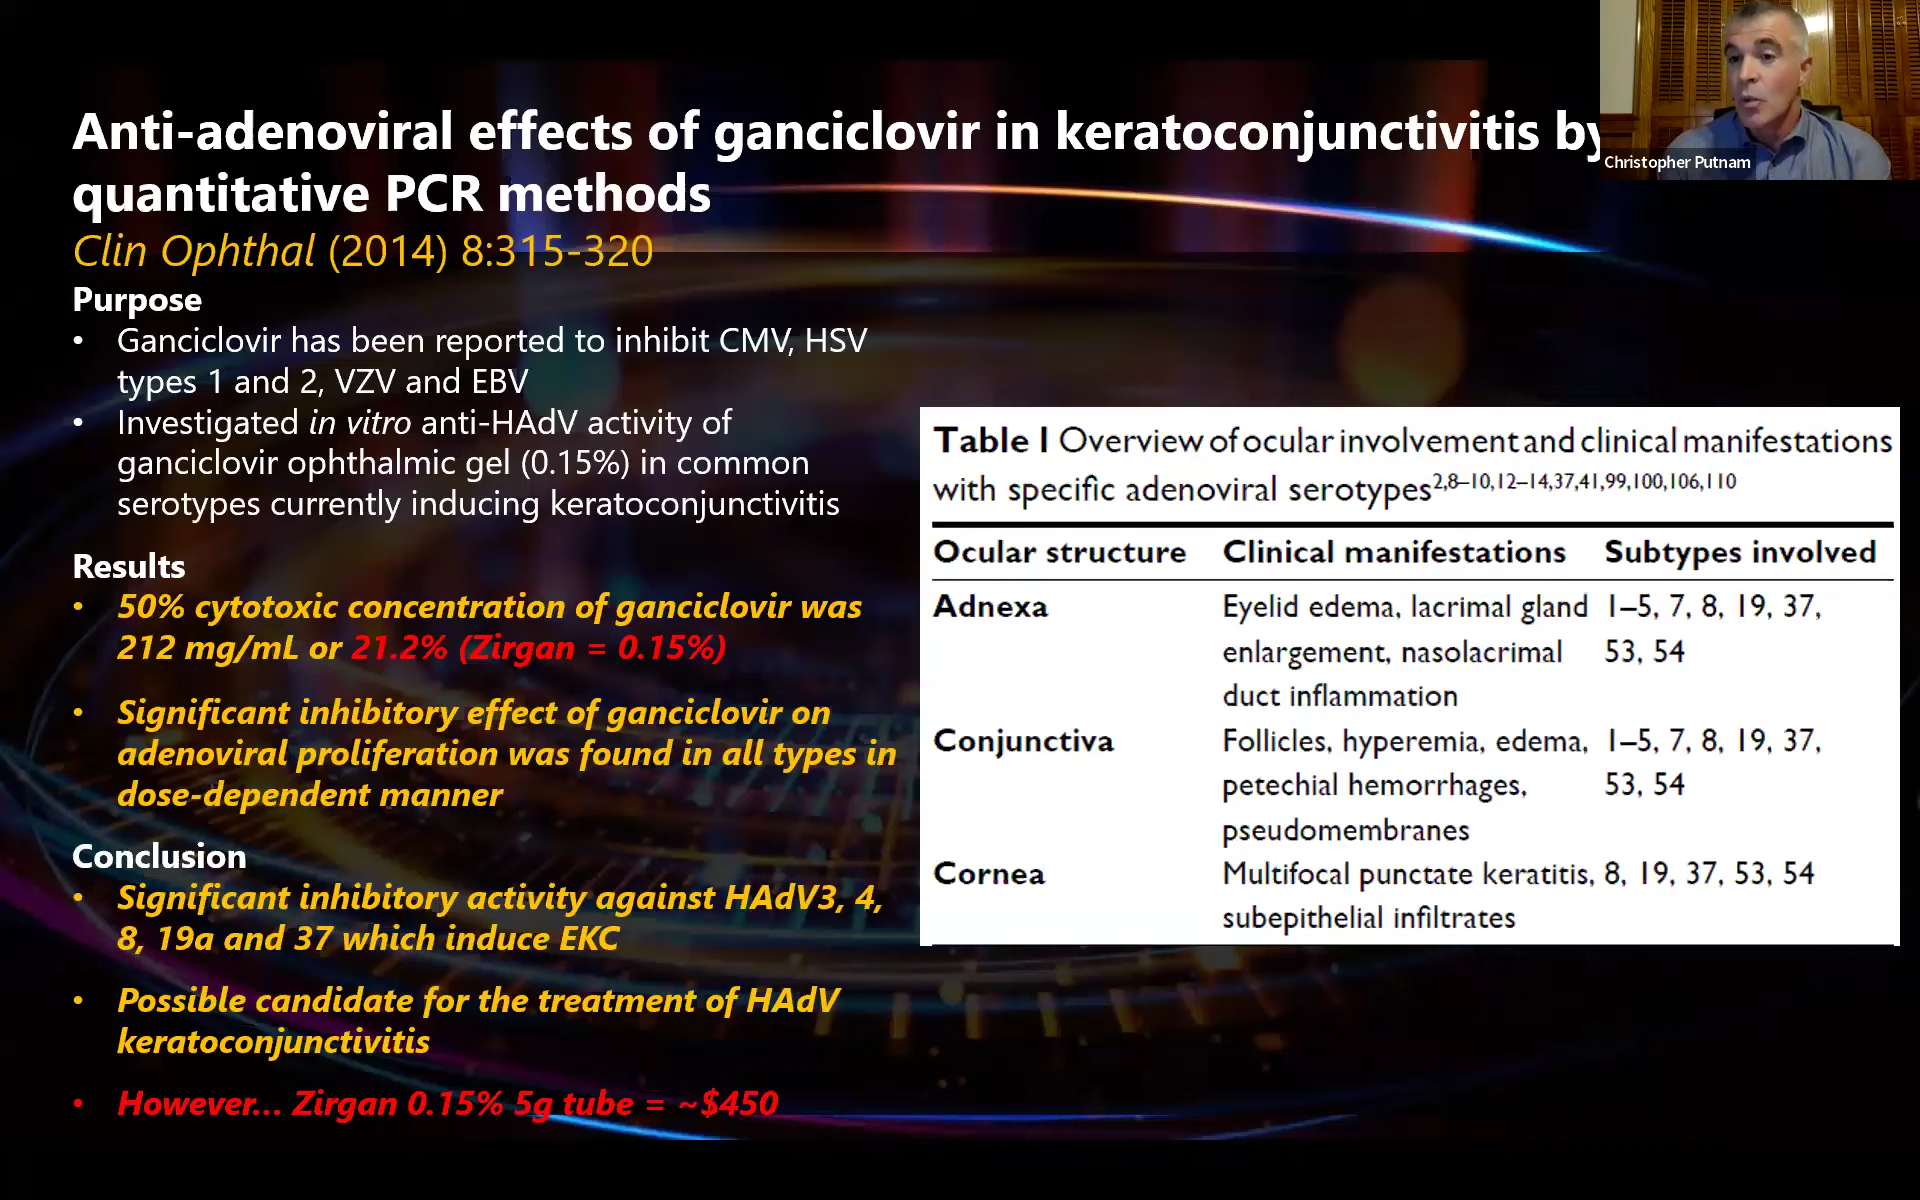 Anti-adenoviral effects of ganciclovir in keratoconjunctivitis by
quantitative PCR methods
Clin Ophthal (2014) 8:315-320
Purpose
• Ganciclovir has been reported to inhibit CMV, HSV
types 1 and 2, VZV and EBV
• Investigated in vitro anti-HAdV activity of
ganciclovir ophthalmic gel (0.15%) in common
serotypes currently inducing keratoconjunctivitis
Results
• 50% cytotoxic concentration of ganciclovir was
212 mg/mL or 21.2% (Zirgan = 0.15%)
• Significant inhibitory effect of ganciclovir on
adenoviral proliferation was found in all types in
dose-dependent manner
Conclusion
• Significant inhibitory activity against HAdV3, 4,
8, 19a and 37 which induce EKC
• Possible candidate for the treatment of HAdV
keratoconjunctivitis
• However... Zirgan 0.15% 5g tube = ~$450
Christopher Putnam
Table 1 Overview of ocular involvement and clinical manifestations
with specific adenoviral serotypes2,8–10,12–14,37,41,99,100,106,110
Ocular structure Clinical manifestations Subtypes involved
Adnexa Eyelid edema, lacrimal gland 1–5, 7, 8, 19, 37,
enlargement, nasolacrimal 53, 54
duct inflammation
Conjunctiva Follicles, hyperemia, edema, 1–5, 7, 8, 19, 37,
petechial hemorrhages, 53, 54
pseudomembranes
Cornea Multifocal punctate keratitis, 8, 19, 37, 53, 54
subepithelial infiltrates